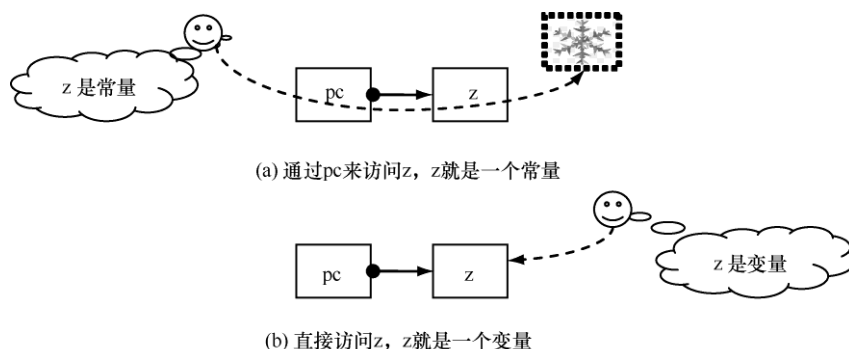 z 是常量
pc
z
(a) 通过pc来访问z，z就是一个常量
pc
z
z 是变量
(b) 直接访问z，z就是一个变量